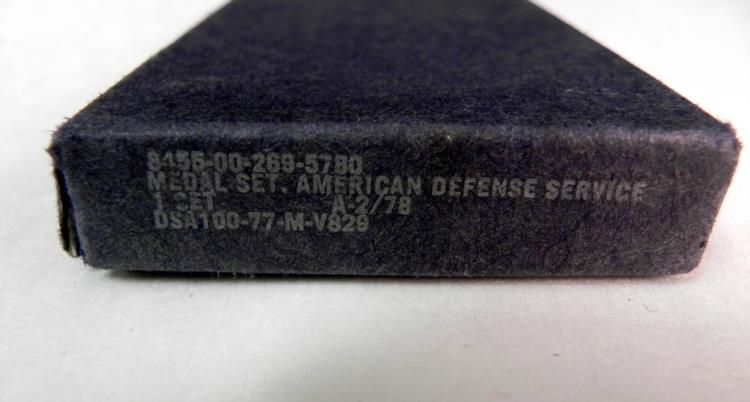 8455-00-269-5780
MEDAL SET, AMERICAN DEFENSE SERVICE
1 SET A-2/78
DSA100-77-M-V829